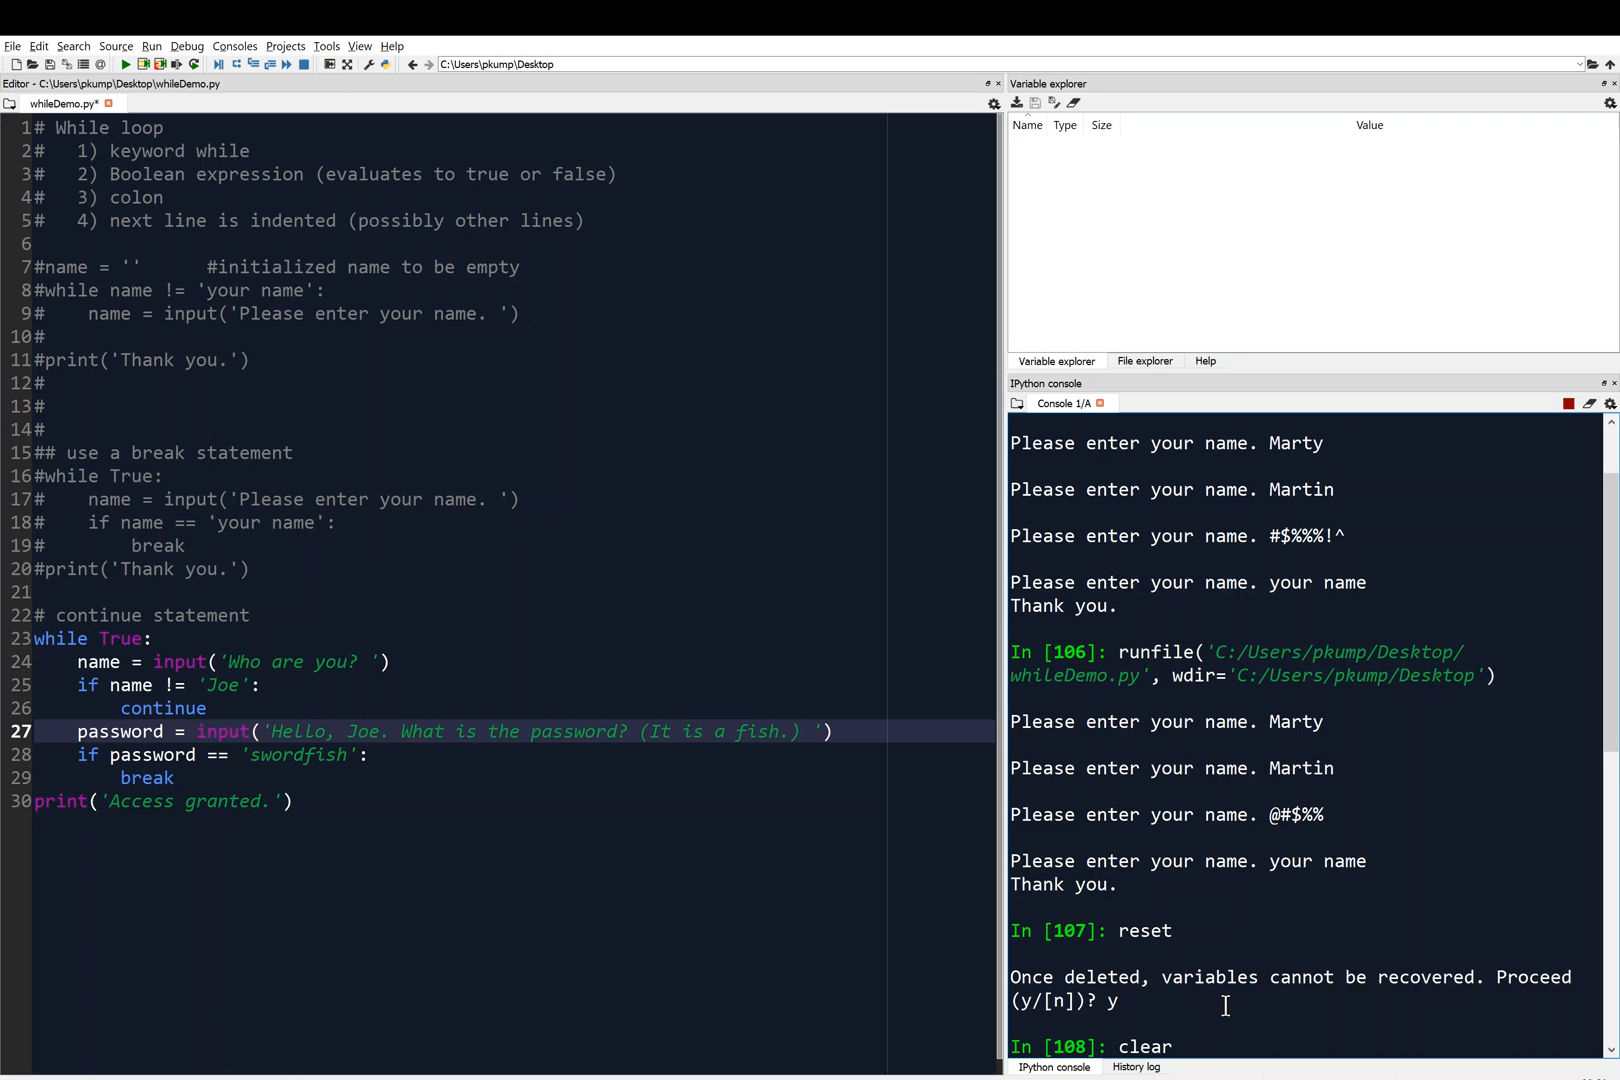 File Edit Search Source Run Debug Consoles Projects Tools View Help
C:\Users\pkump\Desktop
Editor - C:\Users\pkump\Desktop\whileDemo.py
whileDemo.py*
1# While loop
2#   1) keyword while
3#   2) Boolean expression (evaluates to true or false)
4#   3) colon
5#   4) next line is indented (possibly other lines)
6
7#name = ''      #initialized name to be empty
8#while name != 'your name':
9#    name = input('Please enter your name. ')
10#
11#print('Thank you.')
12#
13#
14#
15## use a break statement
16#while True:
17#    name = input('Please enter your name. ')
18#    if name == 'your name':
19#        break
20#print('Thank you.')
21
22# continue statement
23while True:
24    name = input('Who are you? ')
25    if name != 'Joe':
26        continue
27    password = input('Hello, Joe. What is the password? (It is a fish.) ')
28    if password == 'swordfish':
29        break
30print('Access granted.')
Variable explorer
Name Type Size Value
Variable explorer File explorer Help
IPython console
Console 1/A
Please enter your name. Marty
Please enter your name. Martin
Please enter your name. #$%%%!^
Please enter your name. your name
Thank you.
In [106]: runfile('C:/Users/pkump/Desktop/
whileDemo.py', wdir='C:/Users/pkump/Desktop')
Please enter your name. Marty
Please enter your name. Martin
Please enter your name. @#$%%
Please enter your name. your name
Thank you.
In [107]: reset
Once deleted, variables cannot be recovered. Proceed
(y/[n])? y
In [108]: clear
IPython console History log